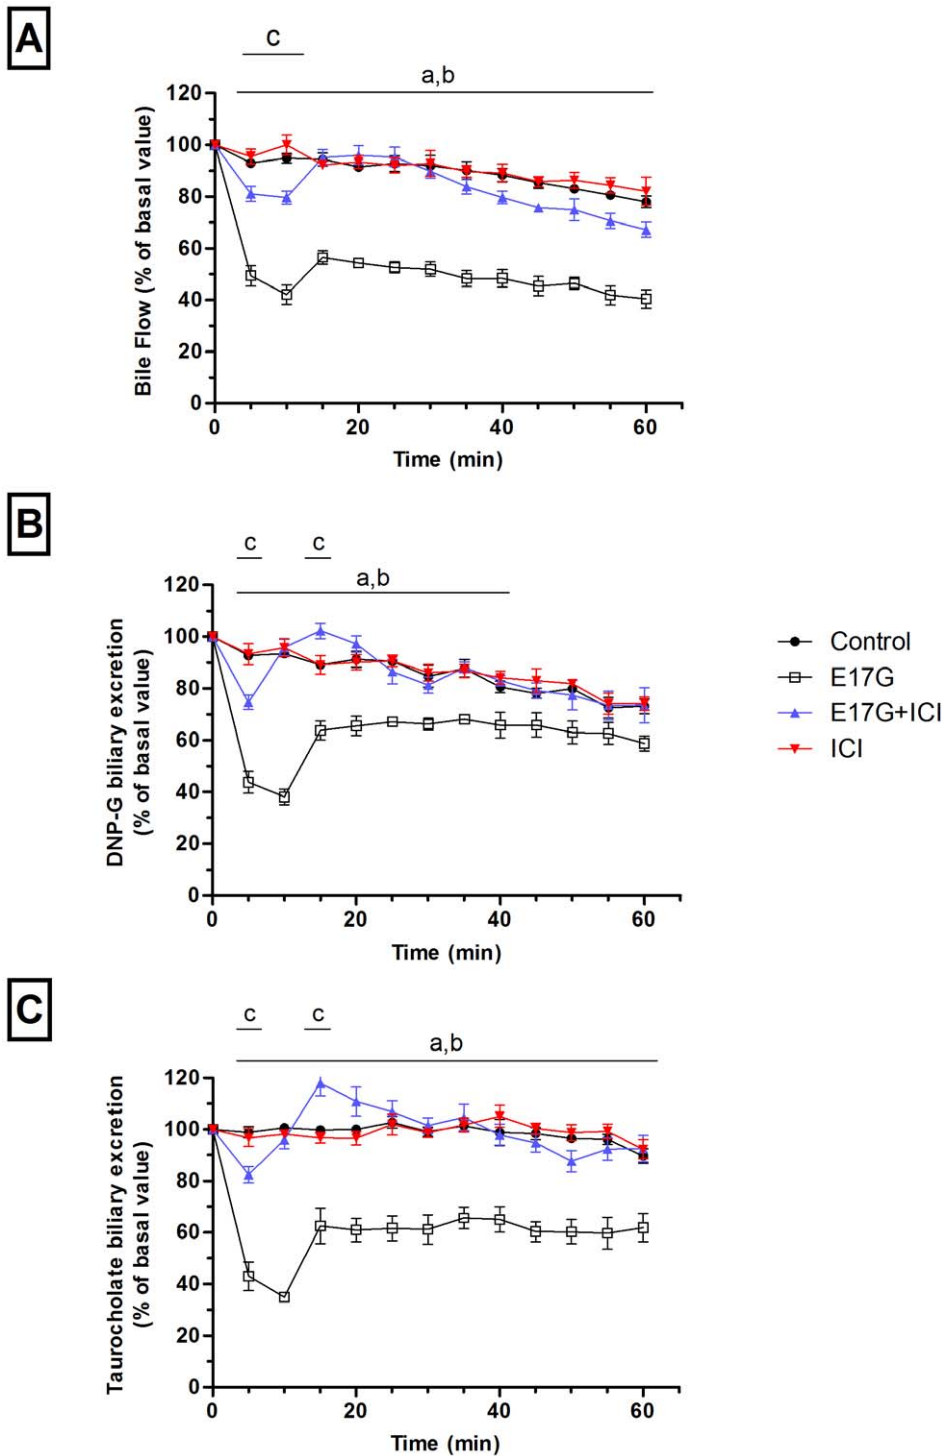 A
c
a,b
120
100
80
60
40
20
0
Bile Flow (% of basal value)
0 20 40 60
Time (min)
B
c c
a,b
120
100
80
60
40
20
0
DNP-G biliary excretion
(% of basal value)
0 20 40 60
Time (min)
Control
E17G
E17G+ICI
ICI
C
c c
a,b
120
100
80
60
40
20
0
Taurocholate biliary excretion
(% of basal value)
0 20 40 60
Time (min)